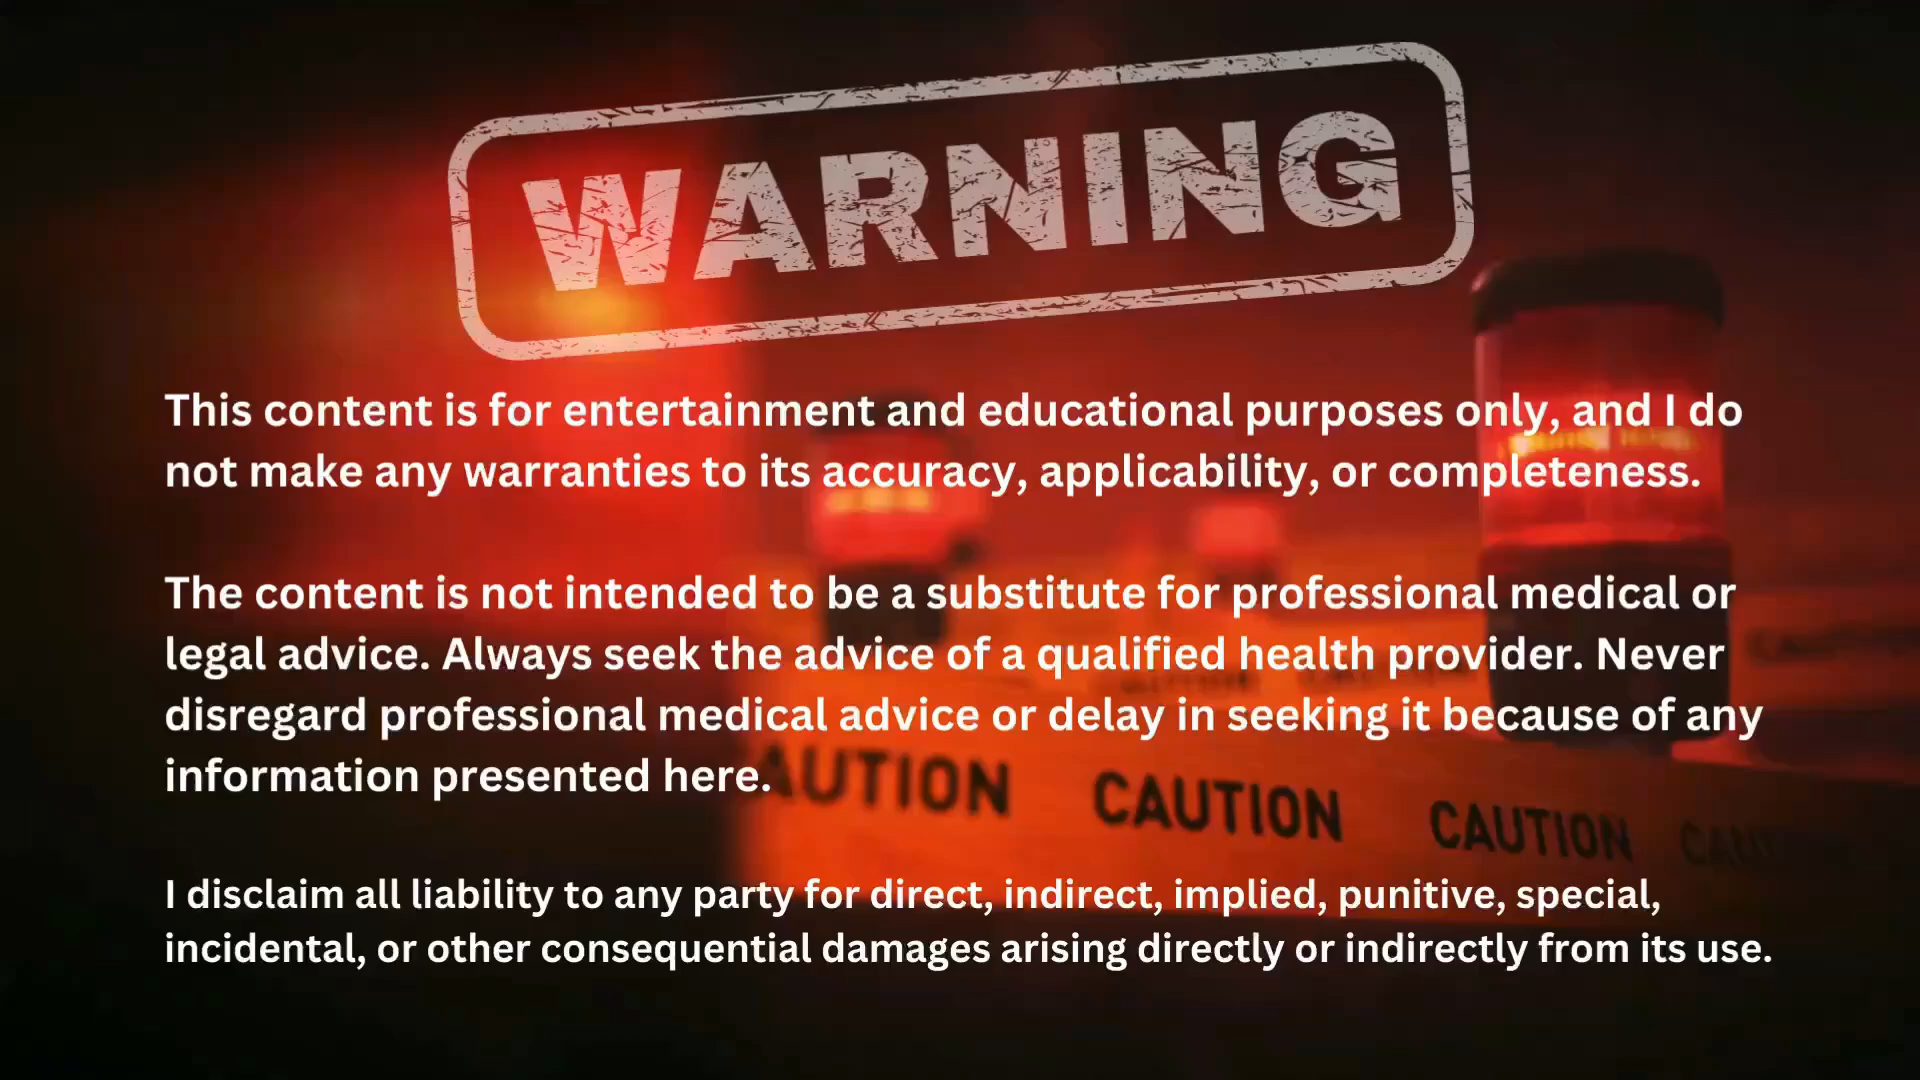 WARNING
This content is for entertainment and educational purposes only, and I do
not make any warranties to its accuracy, applicability, or completeness.
The content is not intended to be a substitute for professional medical or
legal advice. Always seek the advice of a qualified health provider. Never
disregard professional medical advice or delay in seeking it because of any
information presented here.
AUTION CAUTION CAUTION
I disclaim all liability to any party for direct, indirect, implied, punitive, special,
incidental, or other consequential damages arising directly or indirectly from its use.